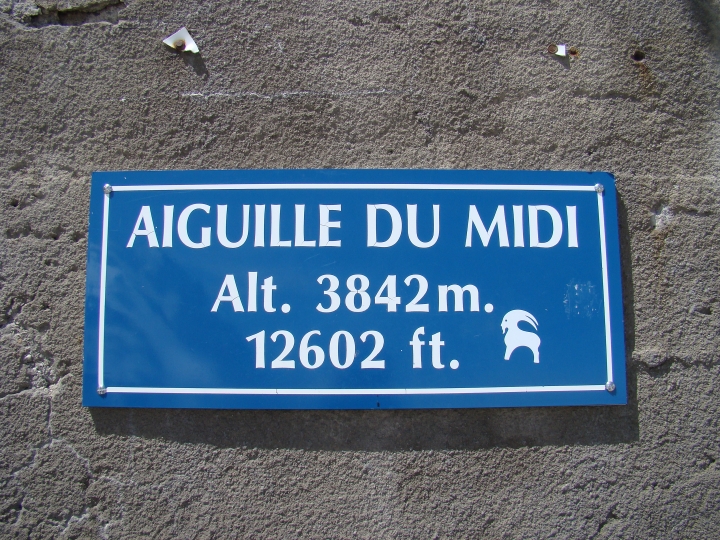 AIGUILLE DU MIDI
Alt. 3842m.
12602 ft.